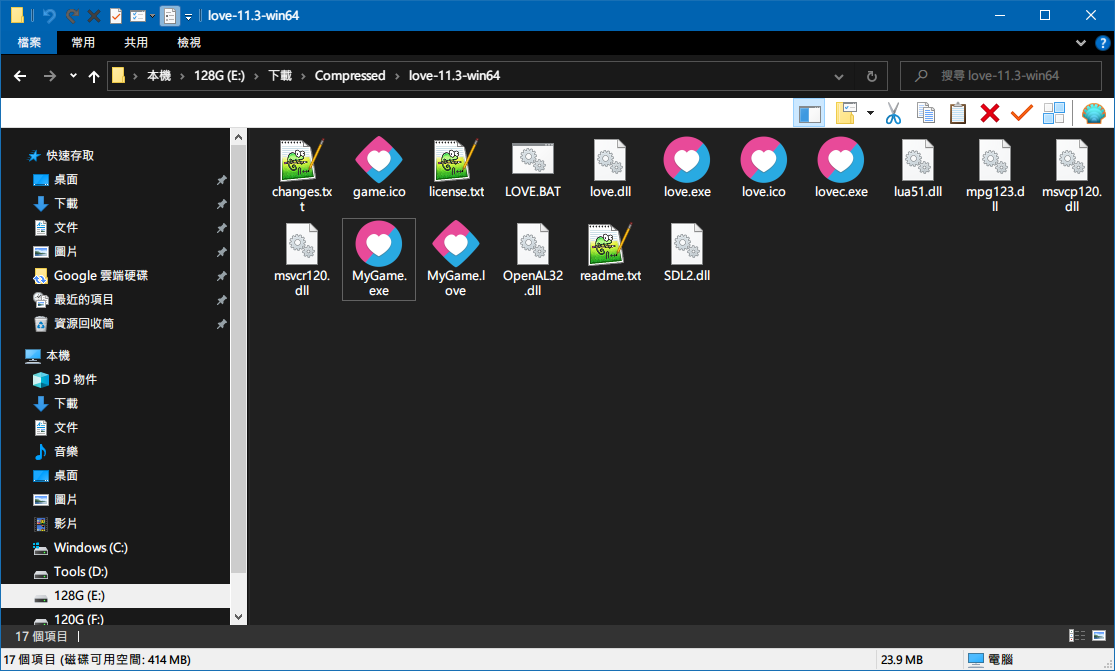 love-11.3-win64
檔案 常用 共用 檢視
本機 128G (E:) 下載 Compressed love-11.3-win64
搜尋 love-11.3-win64
快速存取
桌面
下載
文件
圖片
Google 雲端硬碟
最近的項目
資源回收筒
本機
3D 物件
下載
文件
音樂
桌面
圖片
影片
Windows (C:)
Tools (D:)
128G (E:)
120G (F:)
changes.tx
t
game.ico
license.txt
LOVE.BAT
love.dll
love.exe
love.ico
lovec.exe
lua51.dll
mpg123.d
ll
msvcp120.
dll
msvcr120.
dll
MyGame.
exe
MyGame.l
ove
OpenAL32
.dll
readme.txt
SDL2.dll
17 個項目
17 個項目 (磁碟可用空間: 414 MB)
23.9 MB
電腦